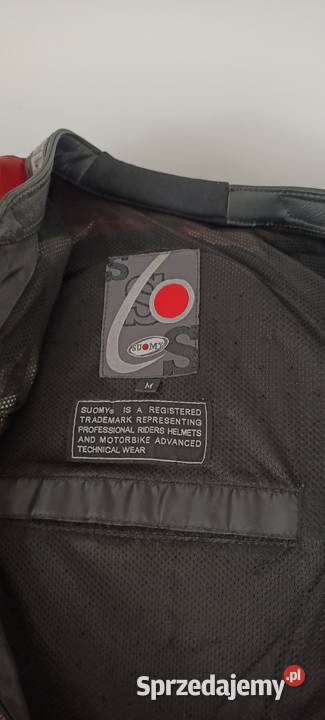 S
S
S
SUOMY
M
SUOMY® IS A REGISTERED
TRADEMARK REPRESENTING
PROFESSIONAL RIDERS HELMETS
AND MOTORBIKE ADVANCED
TECHNICAL WEAR
Sprzedajemy.pl